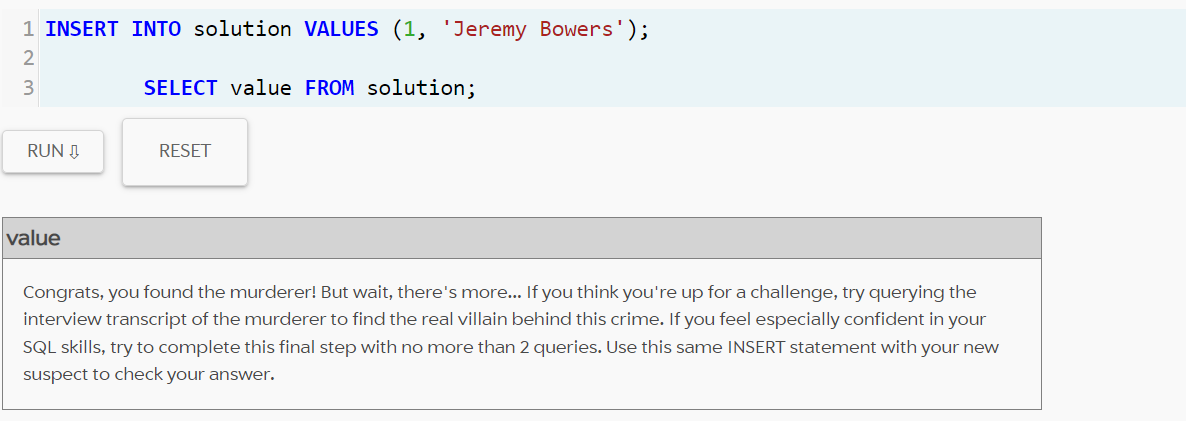 1 INSERT INTO solution VALUES (1, 'Jeremy Bowers');
2
3 SELECT value FROM solution;
RUN ⇩ RESET
value
Congrats, you found the murderer! But wait, there's more... If you think you're up for a challenge, try querying the
interview transcript of the murderer to find the real villain behind this crime. If you feel especially confident in your
SQL skills, try to complete this final step with no more than 2 queries. Use this same INSERT statement with your new
suspect to check your answer.